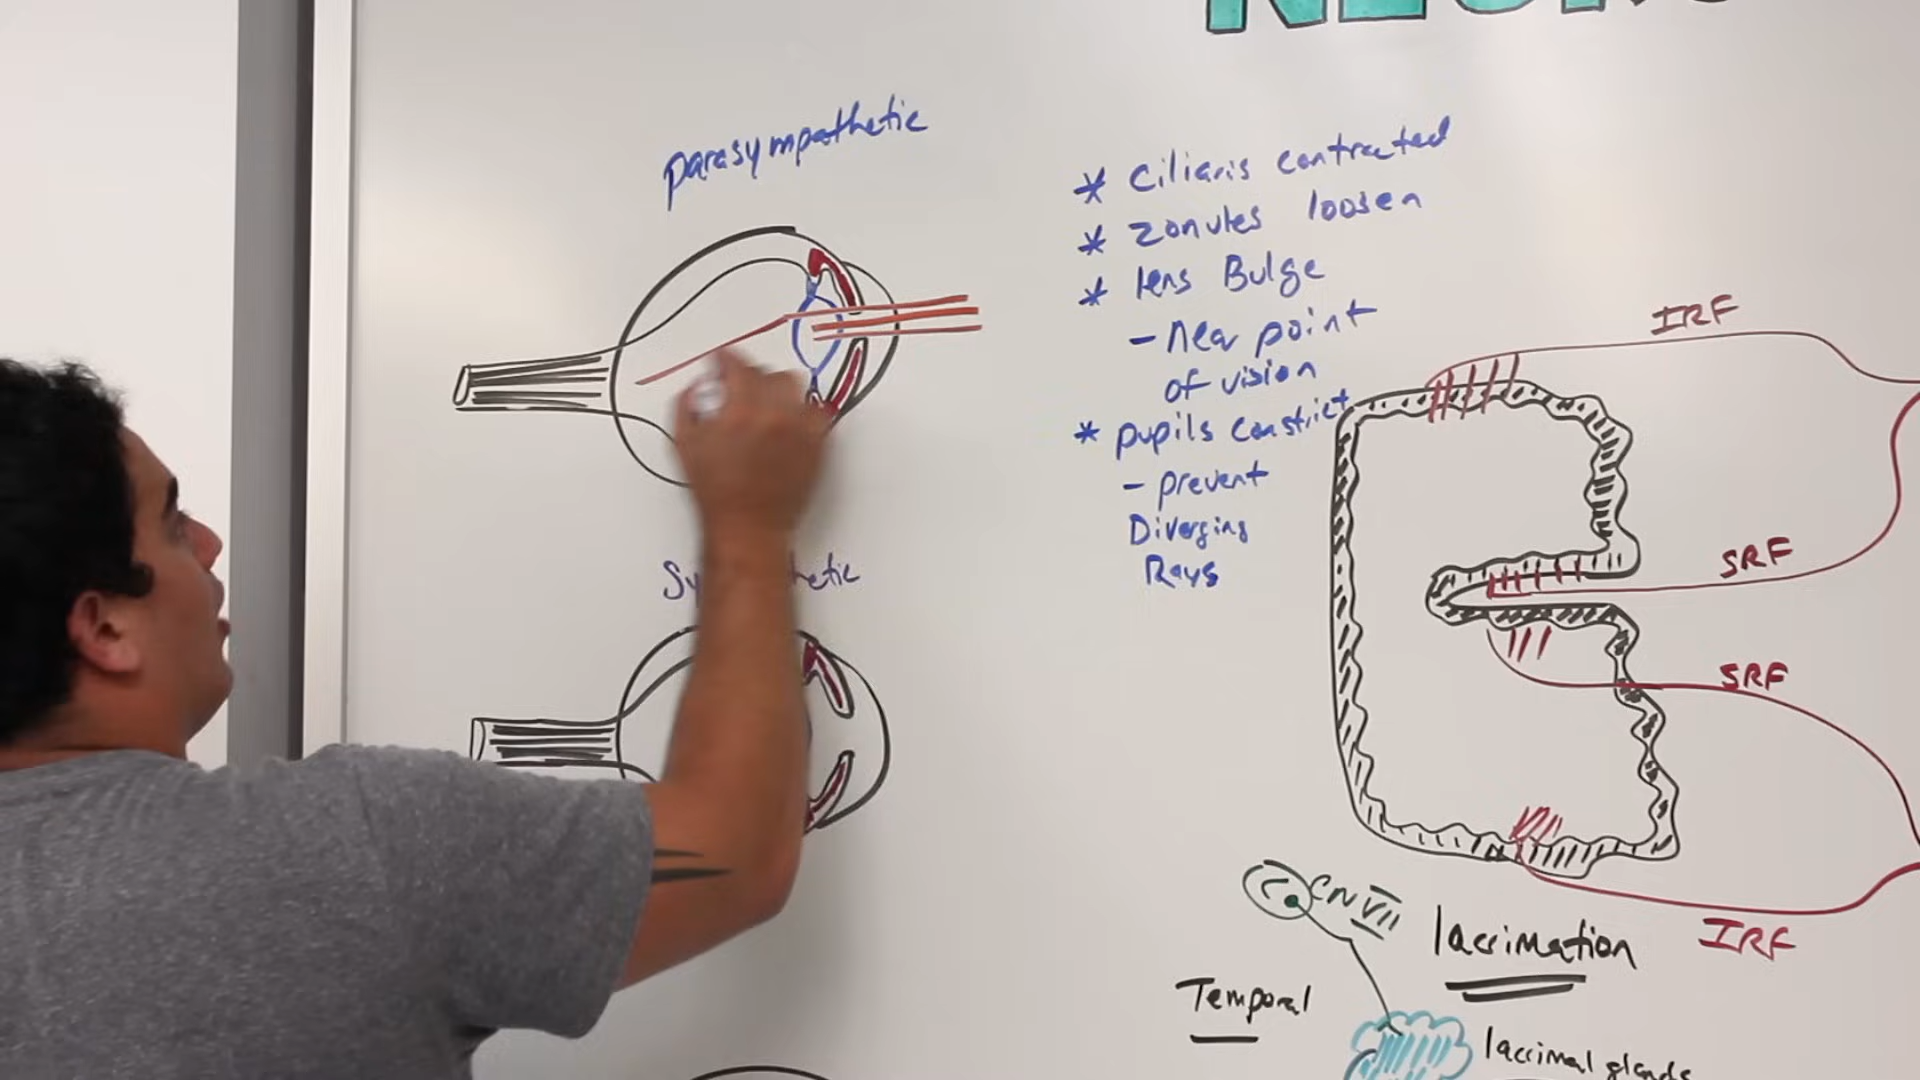 parasympathetic
* Ciliaris contracted
* Zonules loosen
* lens Bulge
- Near point
of vision
* pupils constrict
- prevent
Diverging
Rays
IRF
SRF
SRF
IRF
CN VII
lacrimation
Temporal
lacrimal glands